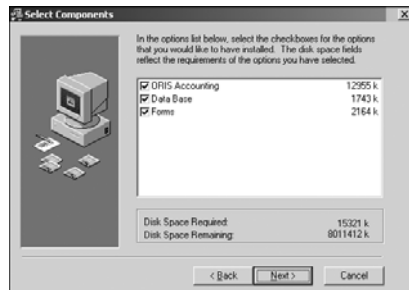 Select Components
In the options list below, select the checkboxes for the options
that you would like to have installed. The disk space fields
reflect the requirements of the options you have selected.
ORIS Accounting 12955 k
Data Base 1743 k
Forms 2164 k
Disk Space Required: 15321 k
Disk Space Remaining: 8011412 k
< Back Next > Cancel